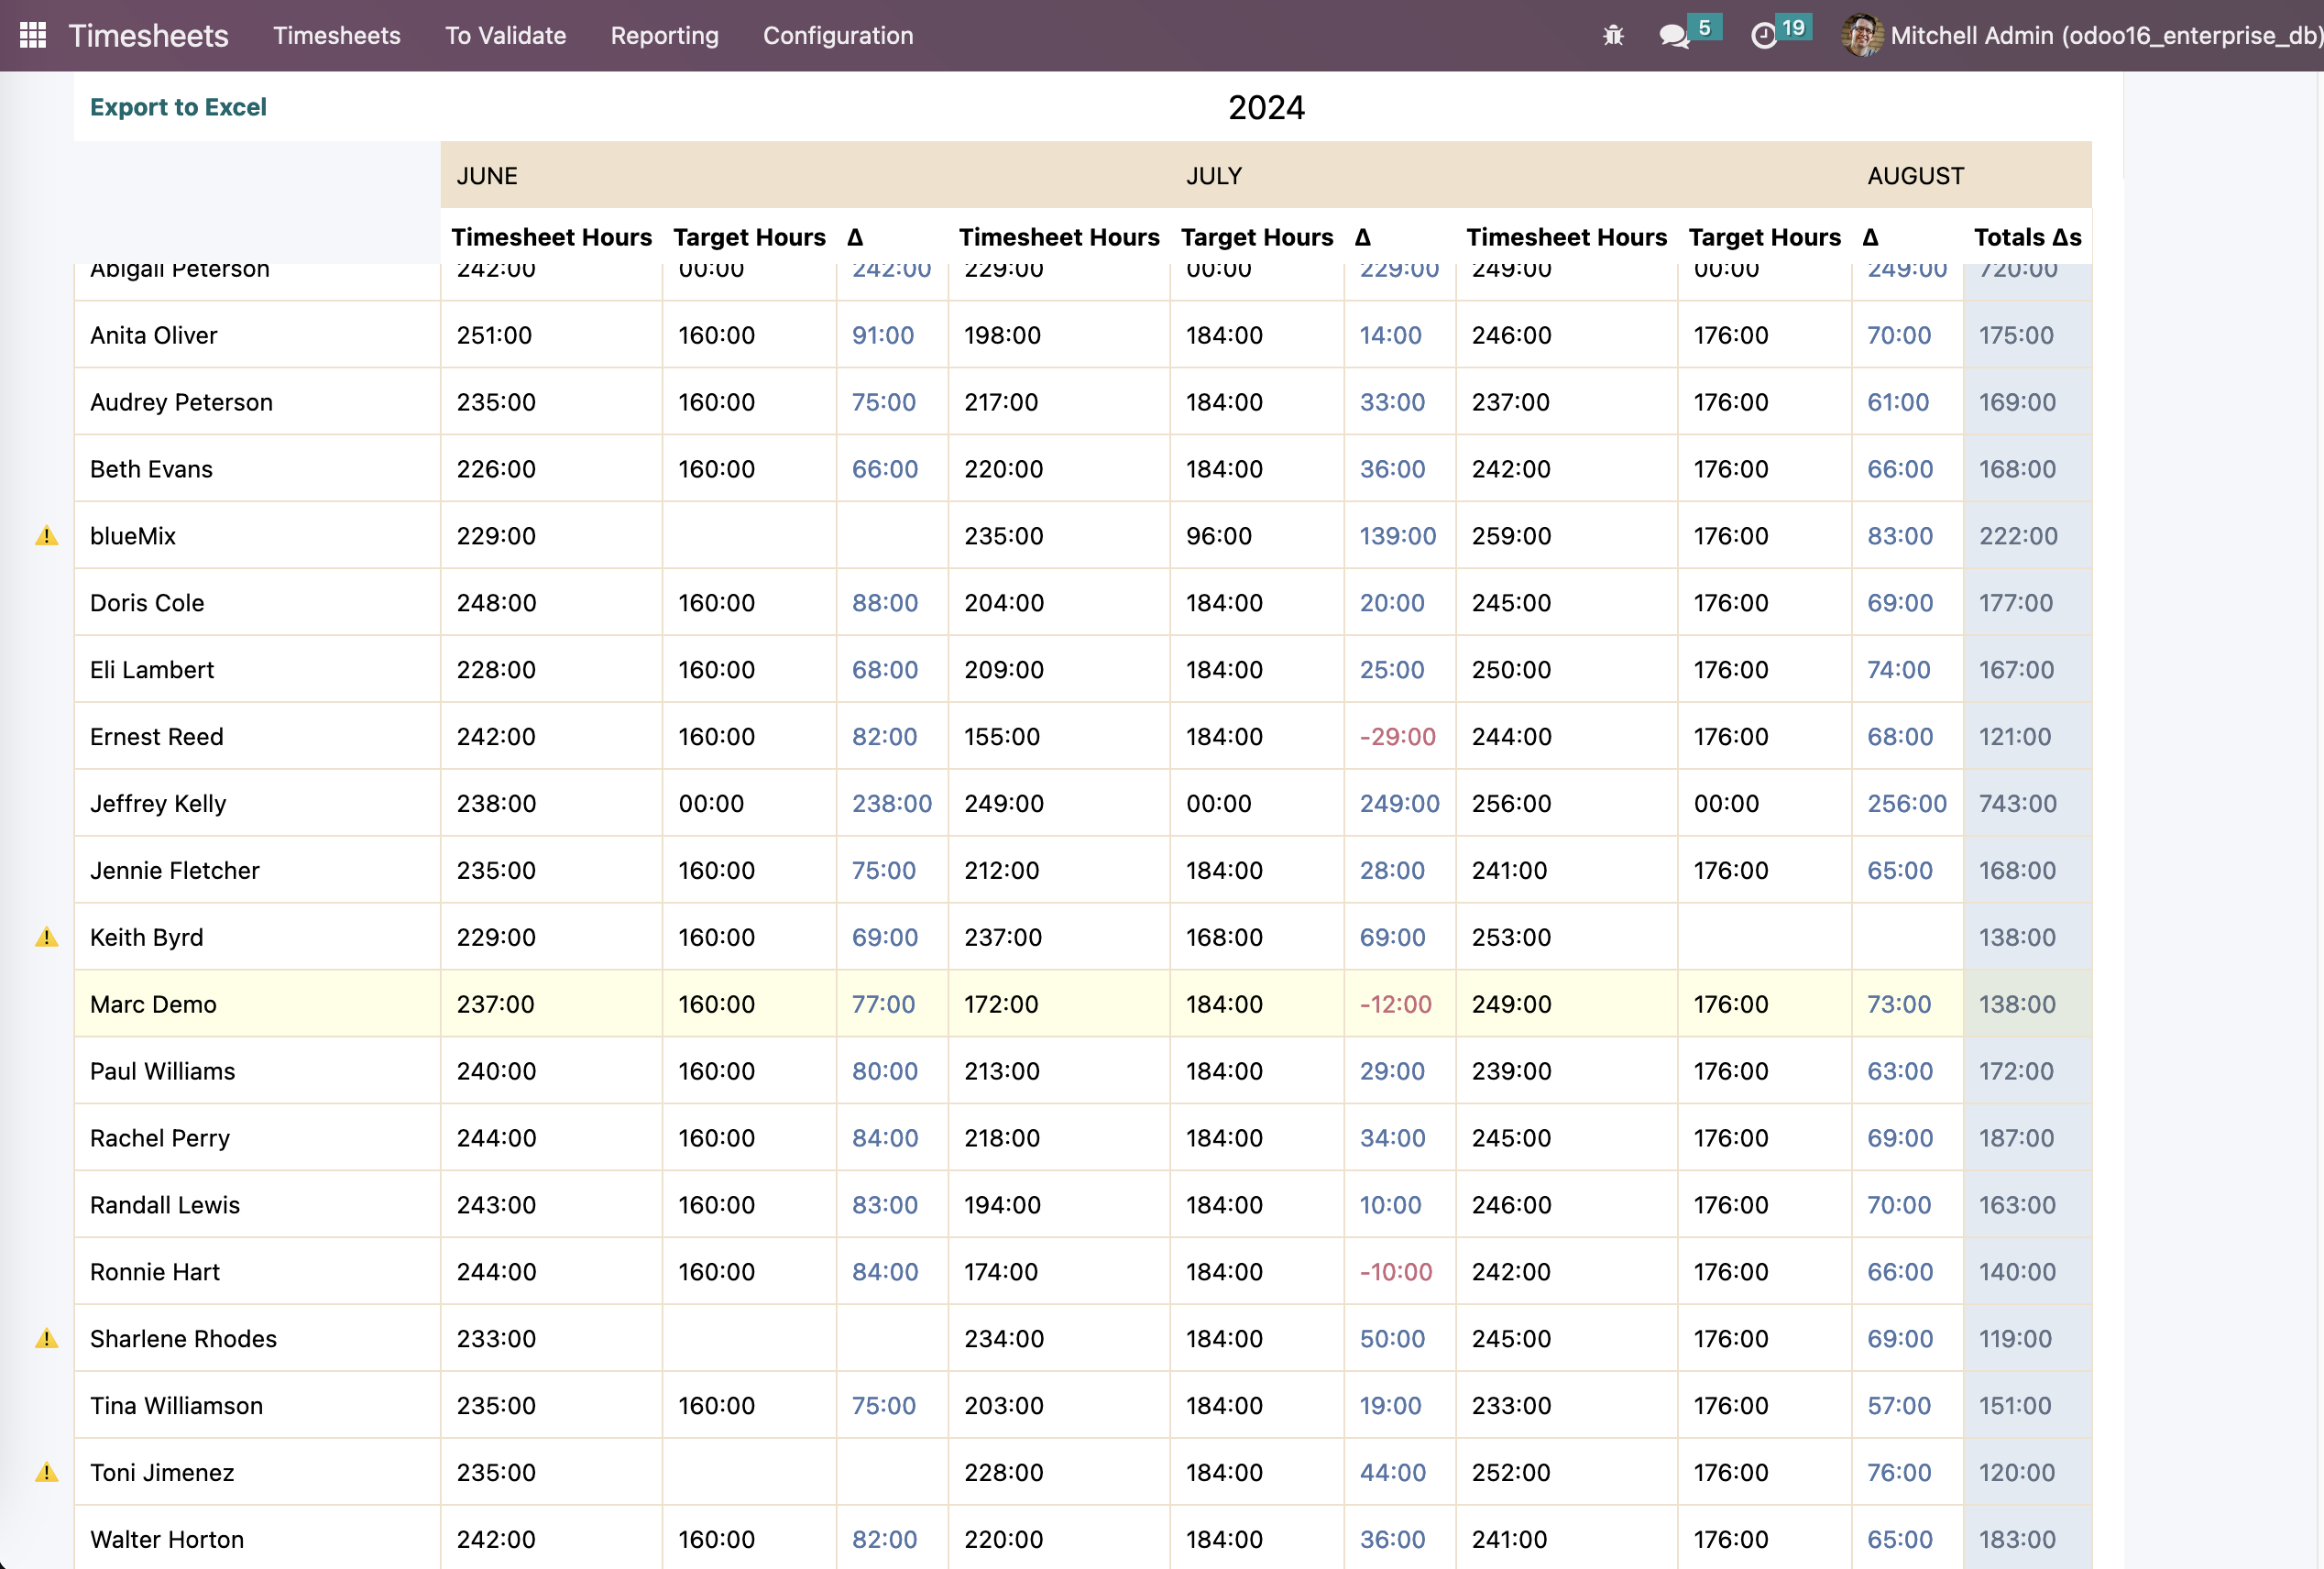 Timesheets Timesheets To Validate Reporting Configuration 5 19 Mitchell Admin (odoo16_enterprise_db)
Export to Excel 2024
JUNE JULY AUGUST
Timesheet Hours Target Hours Δ Timesheet Hours Target Hours Δ Timesheet Hours Target Hours Δ Totals Δs
Abigail Peterson 242:00 00:00 242:00 229:00 00:00 229:00 249:00 00:00 249:00 720:00
Anita Oliver 251:00 160:00 91:00 198:00 184:00 14:00 246:00 176:00 70:00 175:00
Audrey Peterson 235:00 160:00 75:00 217:00 184:00 33:00 237:00 176:00 61:00 169:00
Beth Evans 226:00 160:00 66:00 220:00 184:00 36:00 242:00 176:00 66:00 168:00
blueMix 229:00 235:00 96:00 139:00 259:00 176:00 83:00 222:00
Doris Cole 248:00 160:00 88:00 204:00 184:00 20:00 245:00 176:00 69:00 177:00
Eli Lambert 228:00 160:00 68:00 209:00 184:00 25:00 250:00 176:00 74:00 167:00
Ernest Reed 242:00 160:00 82:00 155:00 184:00 -29:00 244:00 176:00 68:00 121:00
Jeffrey Kelly 238:00 00:00 238:00 249:00 00:00 249:00 256:00 00:00 256:00 743:00
Jennie Fletcher 235:00 160:00 75:00 212:00 184:00 28:00 241:00 176:00 65:00 168:00
Keith Byrd 229:00 160:00 69:00 237:00 168:00 69:00 253:00 138:00
Marc Demo 237:00 160:00 77:00 172:00 184:00 -12:00 249:00 176:00 73:00 138:00
Paul Williams 240:00 160:00 80:00 213:00 184:00 29:00 239:00 176:00 63:00 172:00
Rachel Perry 244:00 160:00 84:00 218:00 184:00 34:00 245:00 176:00 69:00 187:00
Randall Lewis 243:00 160:00 83:00 194:00 184:00 10:00 246:00 176:00 70:00 163:00
Ronnie Hart 244:00 160:00 84:00 174:00 184:00 -10:00 242:00 176:00 66:00 140:00
Sharlene Rhodes 233:00 234:00 184:00 50:00 245:00 176:00 69:00 119:00
Tina Williamson 235:00 160:00 75:00 203:00 184:00 19:00 233:00 176:00 57:00 151:00
Toni Jimenez 235:00 228:00 184:00 44:00 252:00 176:00 76:00 120:00
Walter Horton 242:00 160:00 82:00 220:00 184:00 36:00 241:00 176:00 65:00 183:00